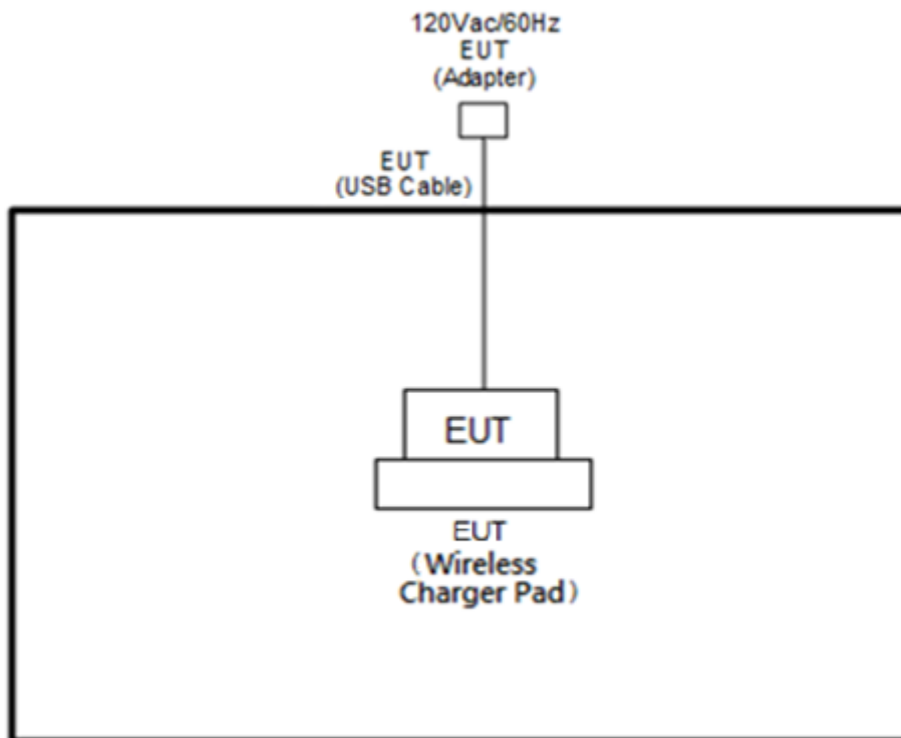 120Vac/60Hz
EUT
(Adapter)
EUT
(USB Cable)
EUT
EUT
（Wireless
Charger Pad）